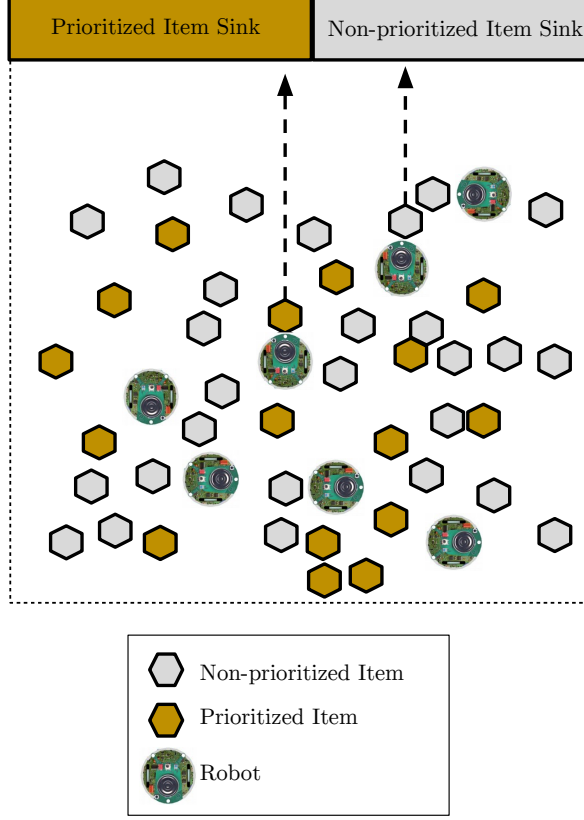 Prioritized Item Sink
Non-prioritized Item Sink
Non-prioritized Item
Prioritized Item
Robot